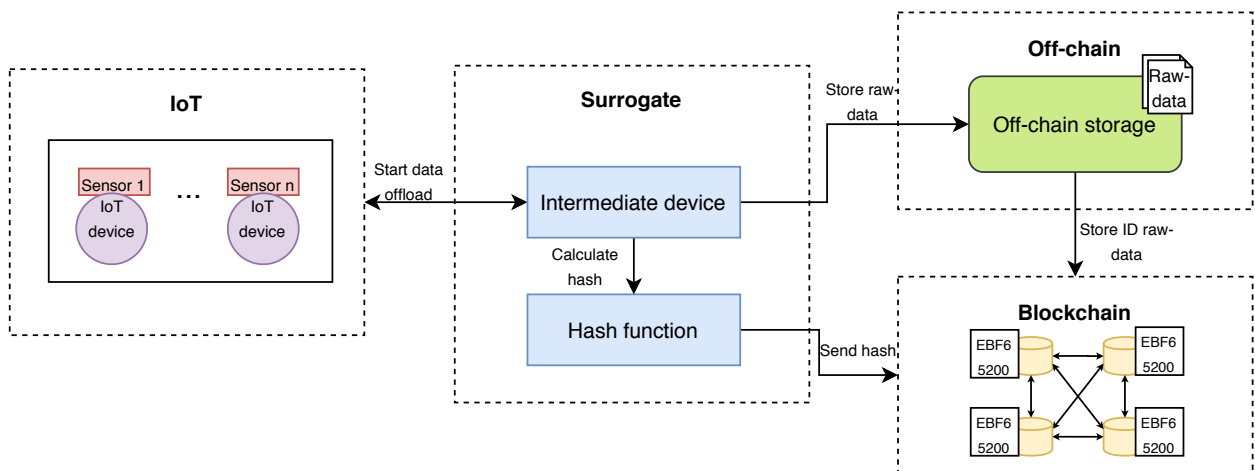 IoT
Sensor 1
IoT
device
...
Sensor n
IoT
device
Start data
offload
Surrogate
Intermediate device
Calculate
hash
Hash function
Store raw-
data
Off-chain
Raw-
data
Off-chain storage
Store ID raw-
data
Send hash
Blockchain
EBF6
5200
EBF6
5200
EBF6
5200
EBF6
5200